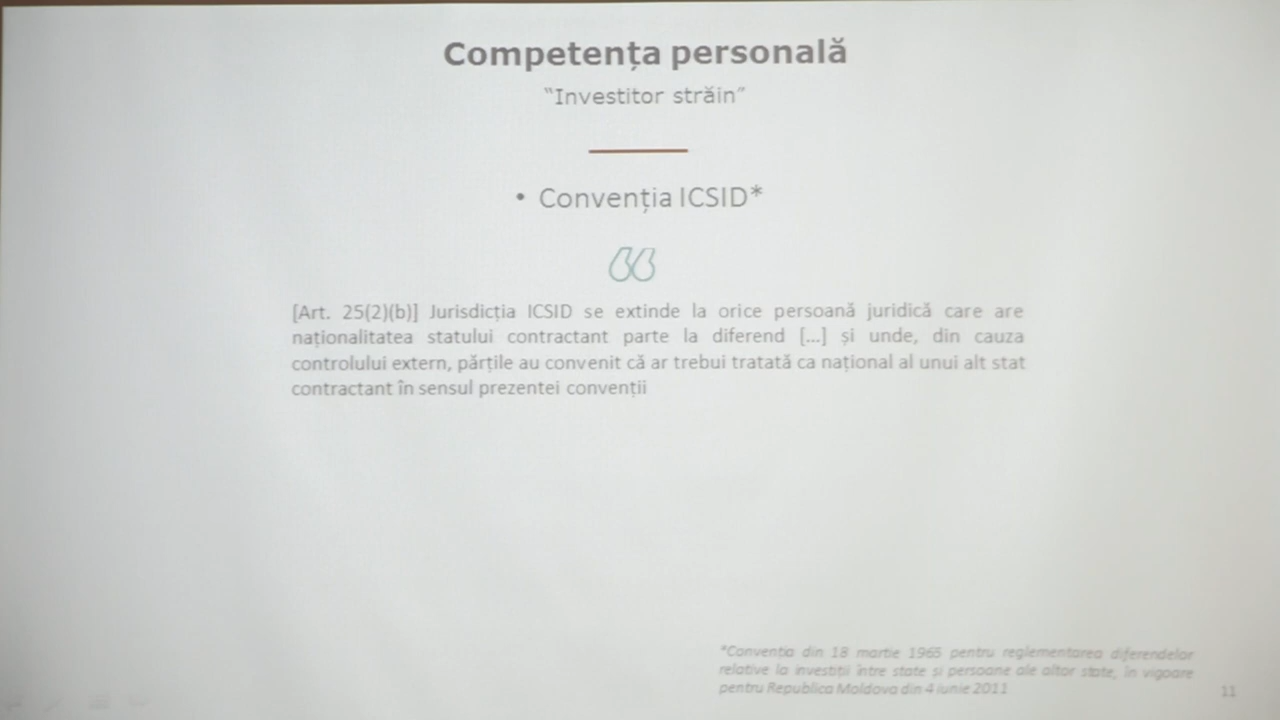 Competența personală
“Investitor străin”
• Convenția ICSID*
[Art. 25(2)(b)] Jurisdicția ICSID se extinde la orice persoană juridică care are
naționalitatea statului contractant parte la diferend [...] și unde, din cauza
controlului extern, părțile au convenit că ar trebui tratată ca național al unui alt stat
contractant în sensul prezentei convenții
*Convenția din 18 martie 1965 pentru reglementarea diferendelor
relative la investiții între state și persoane ale altor state, în vigoare
pentru Republica Moldova din 4 iunie 2011
11